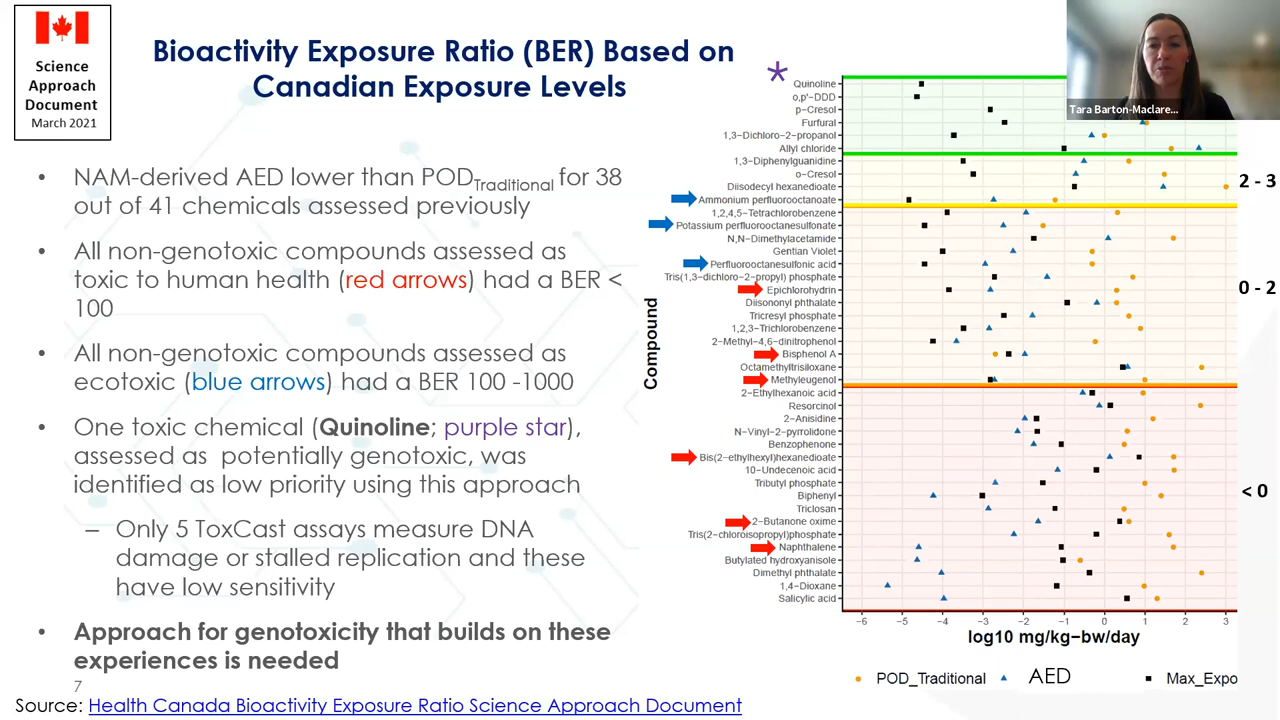 Science
Approach
Document
March 2021
Bioactivity Exposure Ratio (BER) Based on
Canadian Exposure Levels
• NAM-derived AED lower than PODTraditional for 38
out of 41 chemicals assessed previously
• All non-genotoxic compounds assessed as
toxic to human health (red arrows) had a BER <
100
• All non-genotoxic compounds assessed as
ecotoxic (blue arrows) had a BER 100 -1000
• One toxic chemical (Quinoline; purple star),
assessed as potentially genotoxic, was
identified as low priority using this approach
– Only 5 ToxCast assays measure DNA
damage or stalled replication and these
have low sensitivity
• Approach for genotoxicity that builds on these
experiences is needed
7
Source: Health Canada Bioactivity Exposure Ratio Science Approach Document
*
Tara Barton-Maclare...
Compound
Quinoline
o,p'-DDD
p-Cresol
Furfural
1,3-Dichloro-2-propanol
Allyl chloride
1,3-Diphenylguanidine
o-Cresol
Diisodecyl hexanedioate
Ammonium perfluorooctanoate
1,2,4,5-Tetrachlorobenzene
Potassium perfluorooctanesulfonate
N,N-Dimethylacetamide
Gentian Violet
Perfluorooctanesulfonic acid
Tris(1,3-dichloro-2-propyl) phosphate
Epichlorohydrin
Diisononyl phthalate
Tricresyl phosphate
1,2,3-Trichlorobenzene
2-Methyl-4,6-dinitrophenol
Bisphenol A
Octamethyltrisiloxane
Methyleugenol
2-Ethylhexanoic acid
Resorcinol
2-Anisidine
N-Vinyl-2-pyrrolidone
Benzophenone
Bis(2-ethylhexyl)hexanedioate
10-Undecenoic acid
Tributyl phosphate
Biphenyl
Triclosan
2-Butanone oxime
Tris(2-chloroisopropyl)phosphate
Naphthalene
Butylated hydroxyanisole
Dimethyl phthalate
1,4-Dioxane
Salicylic acid
2 - 3
0 - 2
< 0
-6 -5 -4 -3 -2 -1 0 1 2 3
log10 mg/kg-bw/day
POD_Traditional AED Max_Expo